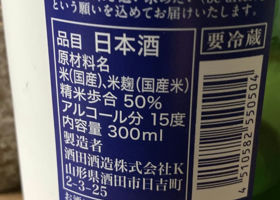 という願いを込めてお届けいたします。
品目 日本酒
要冷蔵
原材料名
米(国産)、米麹(国産米)
精米歩合 50%
アルコール分 15度
内容量 300ml
製造者
酒田酒造株式会社K
山形県酒田市日吉町
2-3-25
4510582550504